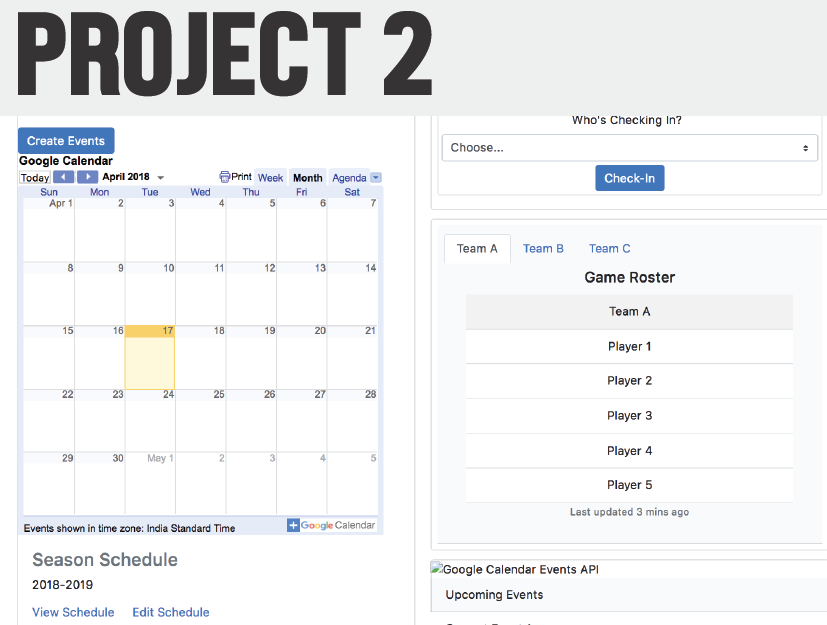 PROJECT 2
Create Events
Google Calendar
Today April 2018 Print Week Month Agenda
Sun Mon Tue Wed Thu Fri Sat
Apr 1 2 3 4 5 6 7
8 9 10 11 12 13 14
15 16 17 18 19 20 21
22 23 24 25 26 27 28
29 30 May 1 2 3 4 5
Events shown in time zone: India Standard Time
Google Calendar
Season Schedule
2018-2019
View Schedule Edit Schedule
Who's Checking In?
Choose...
Check-In
Team A Team B Team C
Game Roster
Team A
Player 1
Player 2
Player 3
Player 4
Player 5
Last updated 3 mins ago
Google Calendar Events API
Upcoming Events